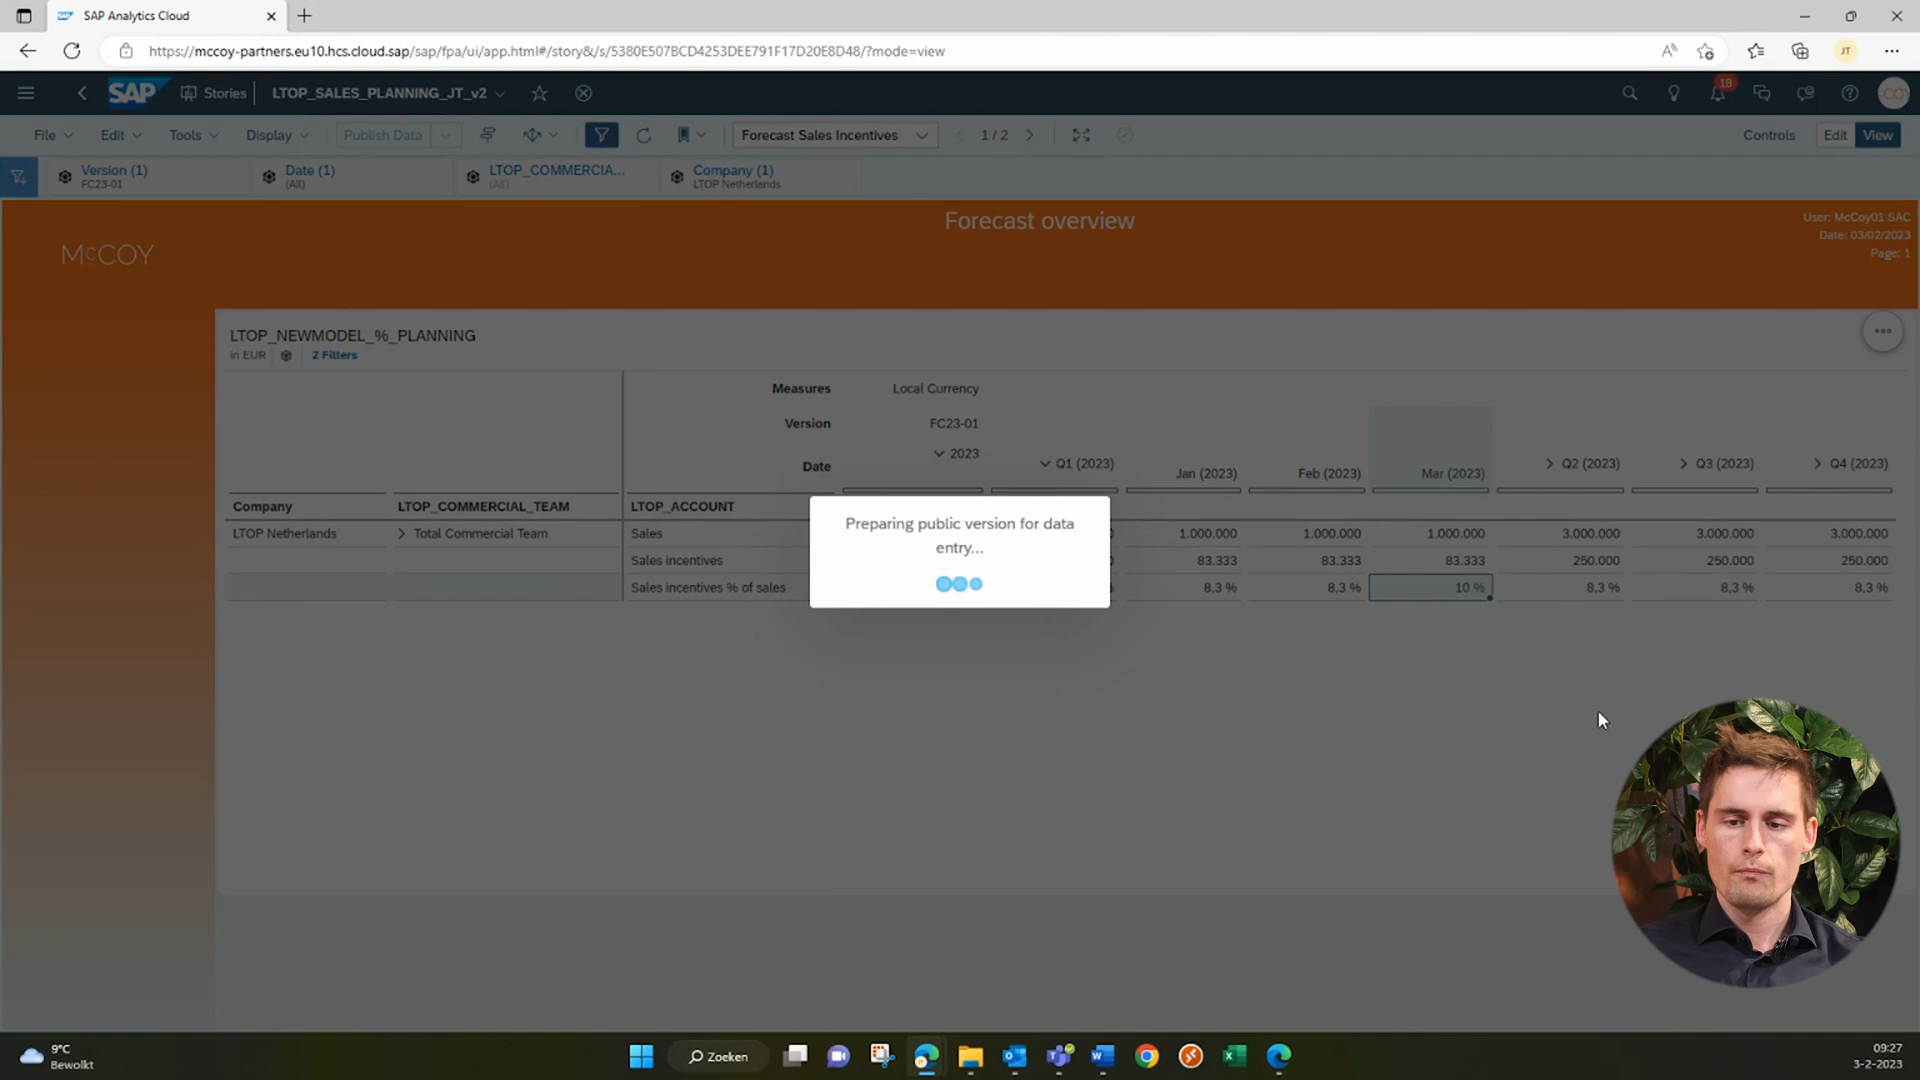 SAP Analytics Cloud
https://mccoy-partners.eu10.hcs.cloud.sap/sap/fpa/ui/app.html#/story&/s/5380E507BCD4253DEE791F17D20E8D48/?mode=view
JT
SAP Stories LTOP_SALES_PLANNING_JT_v2
18
File Edit Tools Display Publish Data Forecast Sales Incentives 1 / 2 Controls Edit View
Version (1) Date (1) LTOP_COMMERCIA... Company (1)
FC23-01 (All) (All) LTOP Netherlands
Forecast overview
User: McCoy01 SAC
Date: 03/02/2023
Page: 1
McCOY
LTOP_NEWMODEL_%_PLANNING
in EUR 2 Filters
Measures Local Currency
Version FC23-01
Date 2023 Q1 (2023) Jan (2023) Feb (2023) Mar (2023) Q2 (2023) Q3 (2023) Q4 (2023)
Company LTOP_COMMERCIAL_TEAM LTOP_ACCOUNT
LTOP Netherlands Total Commercial Team Sales 1.000.000 1.000.000 1.000.000 3.000.000 3.000.000 3.000.000
Sales incentives 83.333 83.333 83.333 250.000 250.000 250.000
Sales incentives % of sales 8,3 % 8,3 % 10 % 8,3 % 8,3 % 8,3 %
Preparing public version for data
entry...
9°C
Bewolkt
Zoeken
09:27
3-2-2023